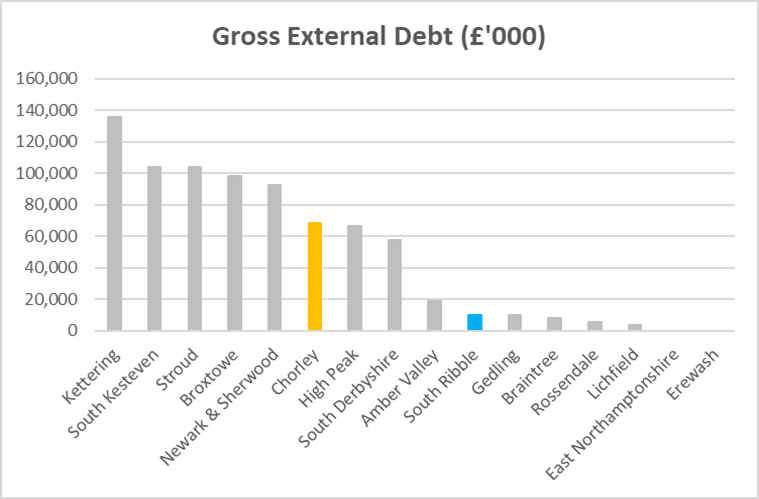 Gross External Debt (£'000)
160,000
140,000
120,000
100,000
80,000
60,000
40,000
20,000
0
Kettering
South Kesteven
Stroud
Broxtowe
Newark & Sherwood
Chorley
High Peak
South Derbyshire
Amber Valley
South Ribble
Gedling
Braintree
Rossendale
Lichfield
East Northamptonshire
Erewash